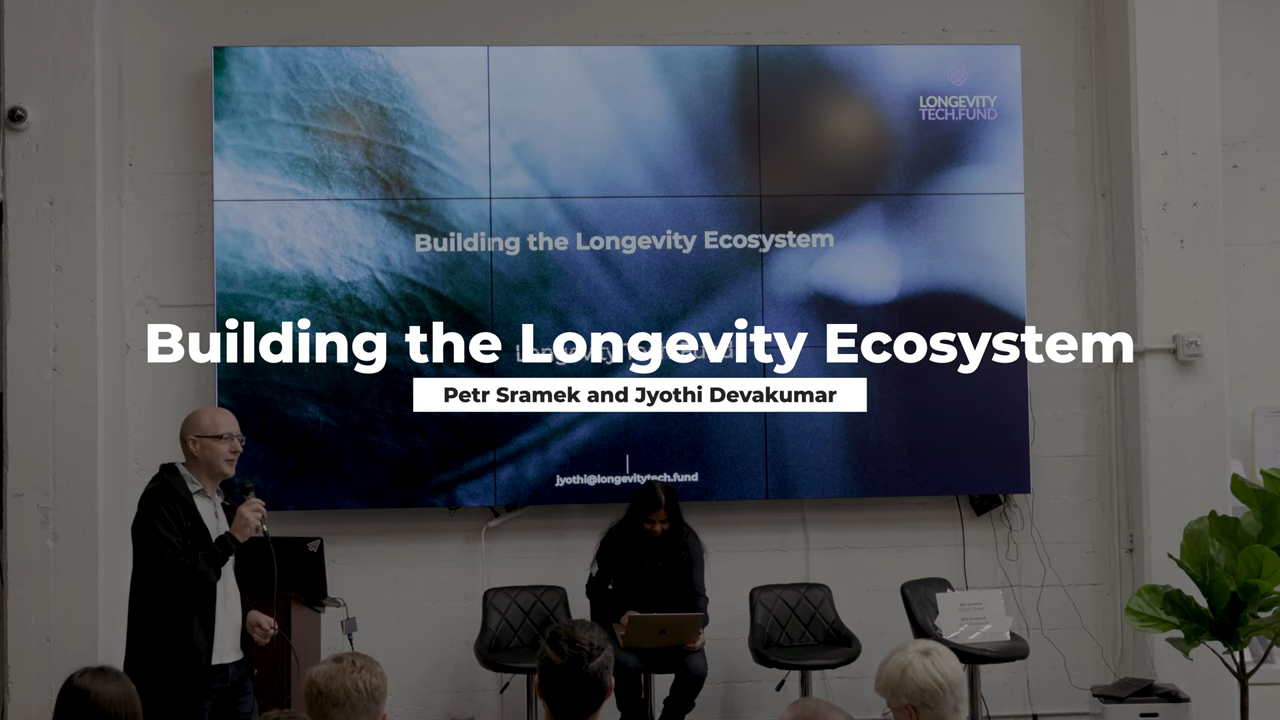 LONGEVITY
TECH.FUND
Building the Longevity Ecosystem
Building the Longevity Ecosystem
Petr Sramek and Jyothi Devakumar
jyothi@longevitytech.fund